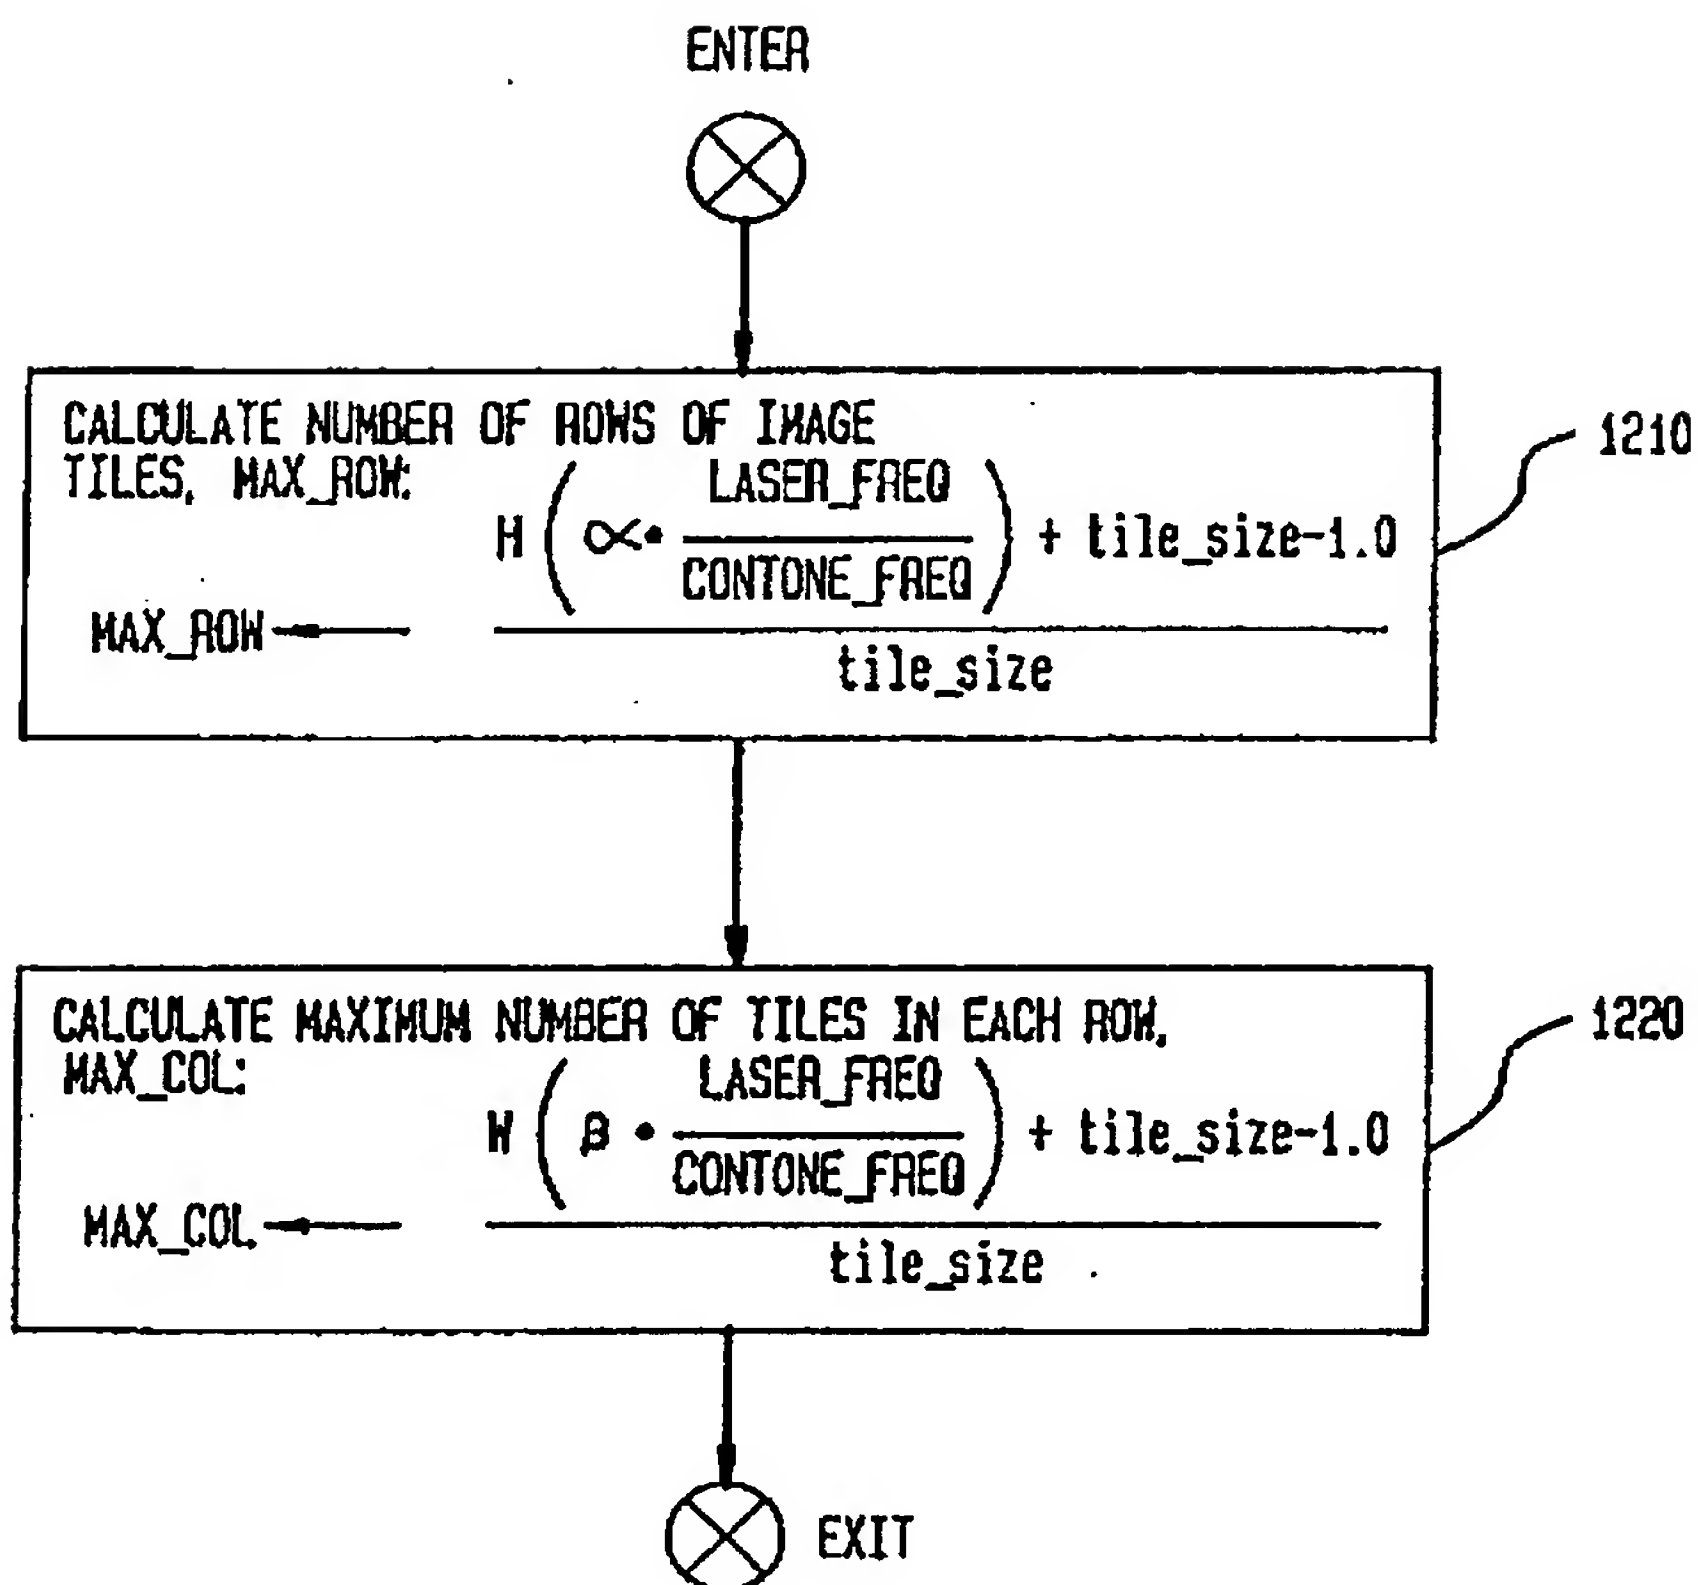 ENTER
CALCULATE NUMBER OF ROWS OF IMAGE
TILES, MAX_ROW:
H ( ∝• LASER_FREQ / CONTONE_FREQ ) + tile_size-1.0
MAX_ROW ←
tile_size
1210
CALCULATE MAXIMUM NUMBER OF TILES IN EACH ROW,
MAX_COL:
W ( β • LASER_FREQ / CONTONE_FREQ ) + tile_size-1.0
MAX_COL ←
tile_size
1220
EXIT